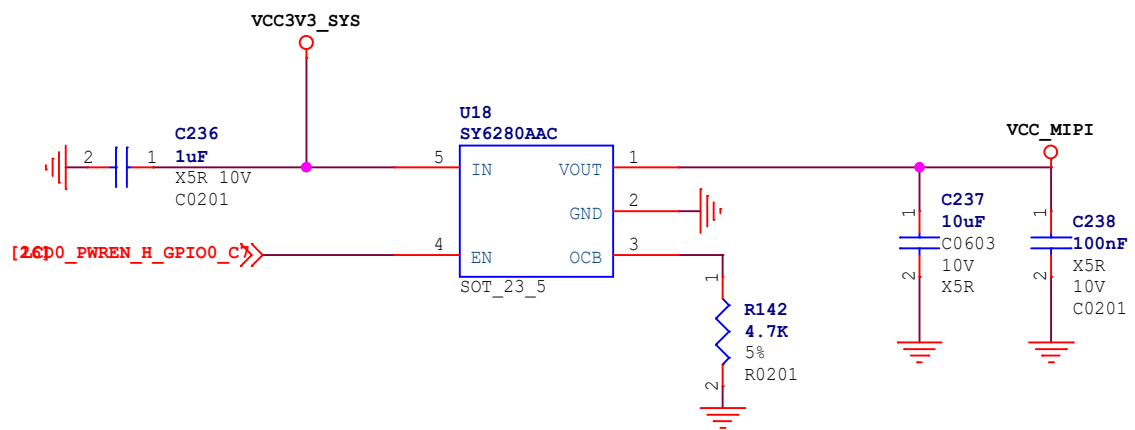 VCC3V3_SYS
U18
SY6280AAC
C236
1uF
X5R 10V
C0201
2
1
5
IN
VOUT
1
VCC_MIPI
GND
2
4
EN
OCB
3
SOT_23_5
[26]
LCD0_PWREN_H_GPIO0_C7
1
R142
4.7K
5%
R0201
2
1
C237
10uF
C0603
10V
X5R
2
1
C238
100nF
X5R
10V
C0201
2